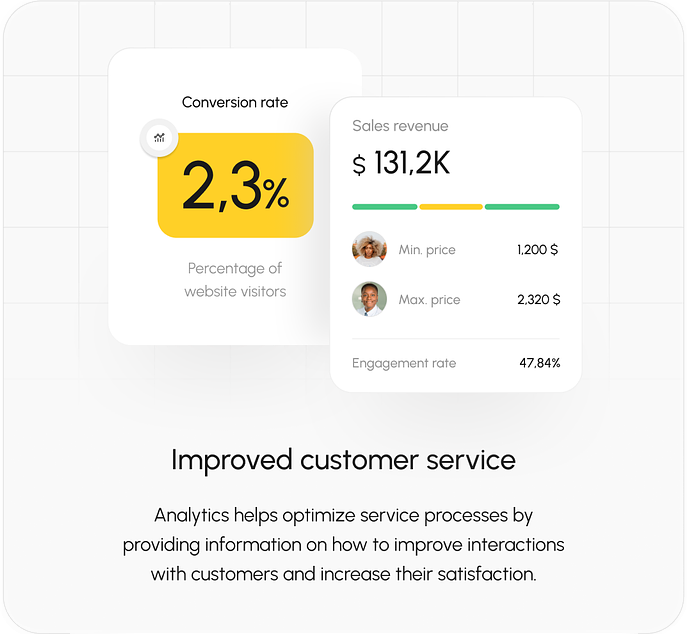 Conversion rate
2,3%
Percentage of
website visitors
Sales revenue
$ 131,2K
Min. price 1,200 $
Max. price 2,320 $
Engagement rate 47,84%
Improved customer service
Analytics helps optimize service processes by
providing information on how to improve interactions
with customers and increase their satisfaction.